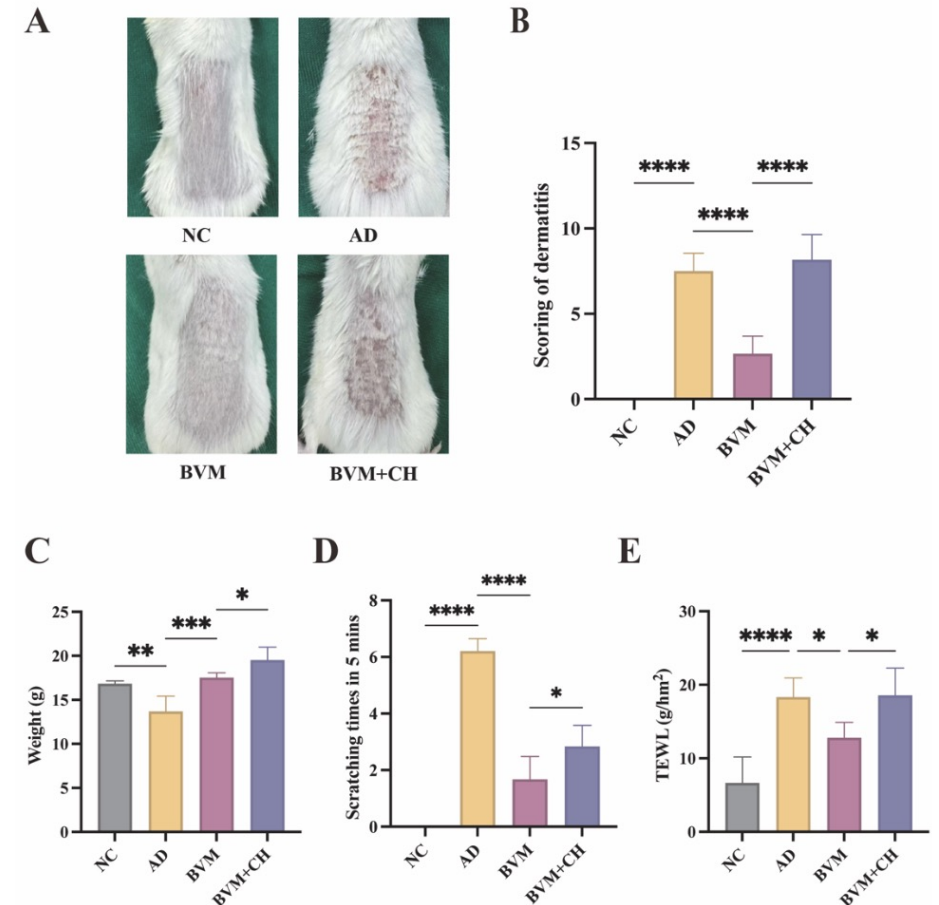 A
NC
AD
BVM
BVM+CH
B
Scoring of dermatitis
15
10
5
0
****
****
****
NC
AD
BVM
BVM+CH
C
Weight (g)
25
20
15
10
5
0
**
***
*
NC
AD
BVM
BVM+CH
D
Scratching times in 5 mins
8
6
4
2
0
****
****
*
NC
AD
BVM
BVM+CH
E
TEWL (g/hm²)
30
20
10
0
****
*
*
NC
AD
BVM
BVM+CH